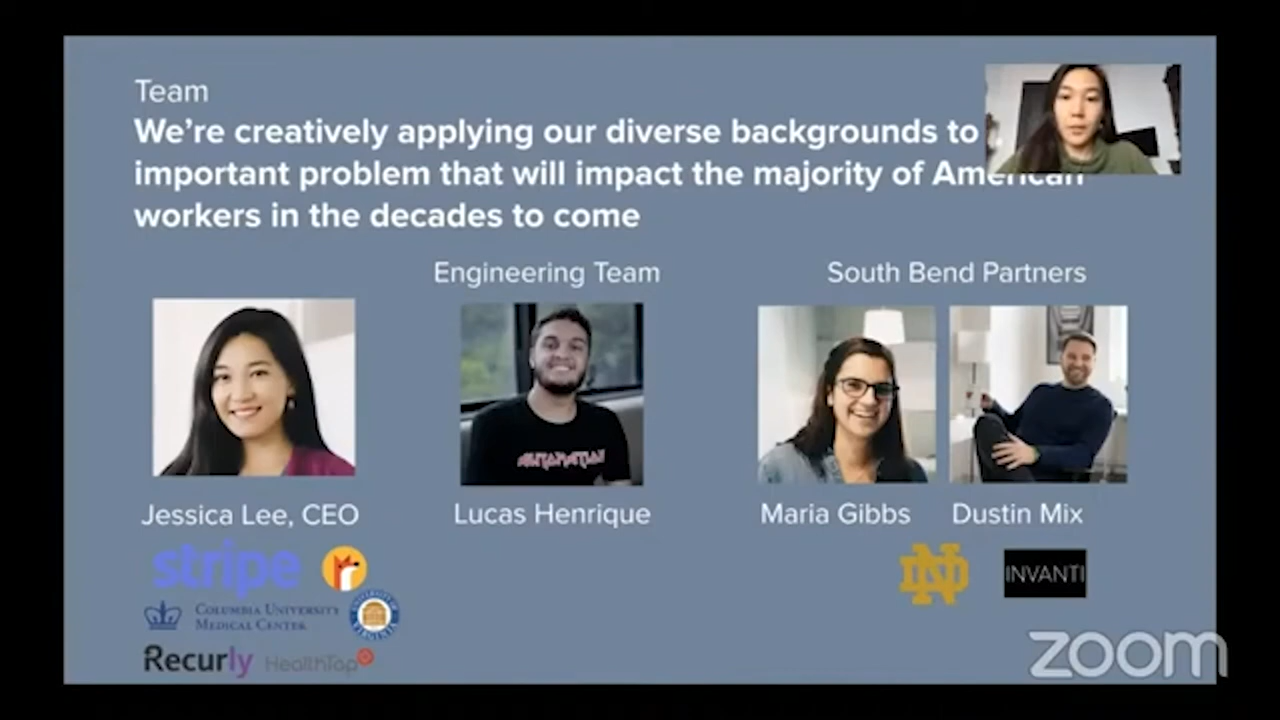 Team
We're creatively applying our diverse backgrounds to
important problem that will impact the majority of American
workers in the decades to come
Engineering Team
South Bend Partners
Jessica Lee, CEO
Lucas Henrique
Maria Gibbs
Dustin Mix
stripe
COLUMBIA UNIVERSITY
MEDICAL CENTER
Recurly
HealthTap
ND
INVANTI
zoom